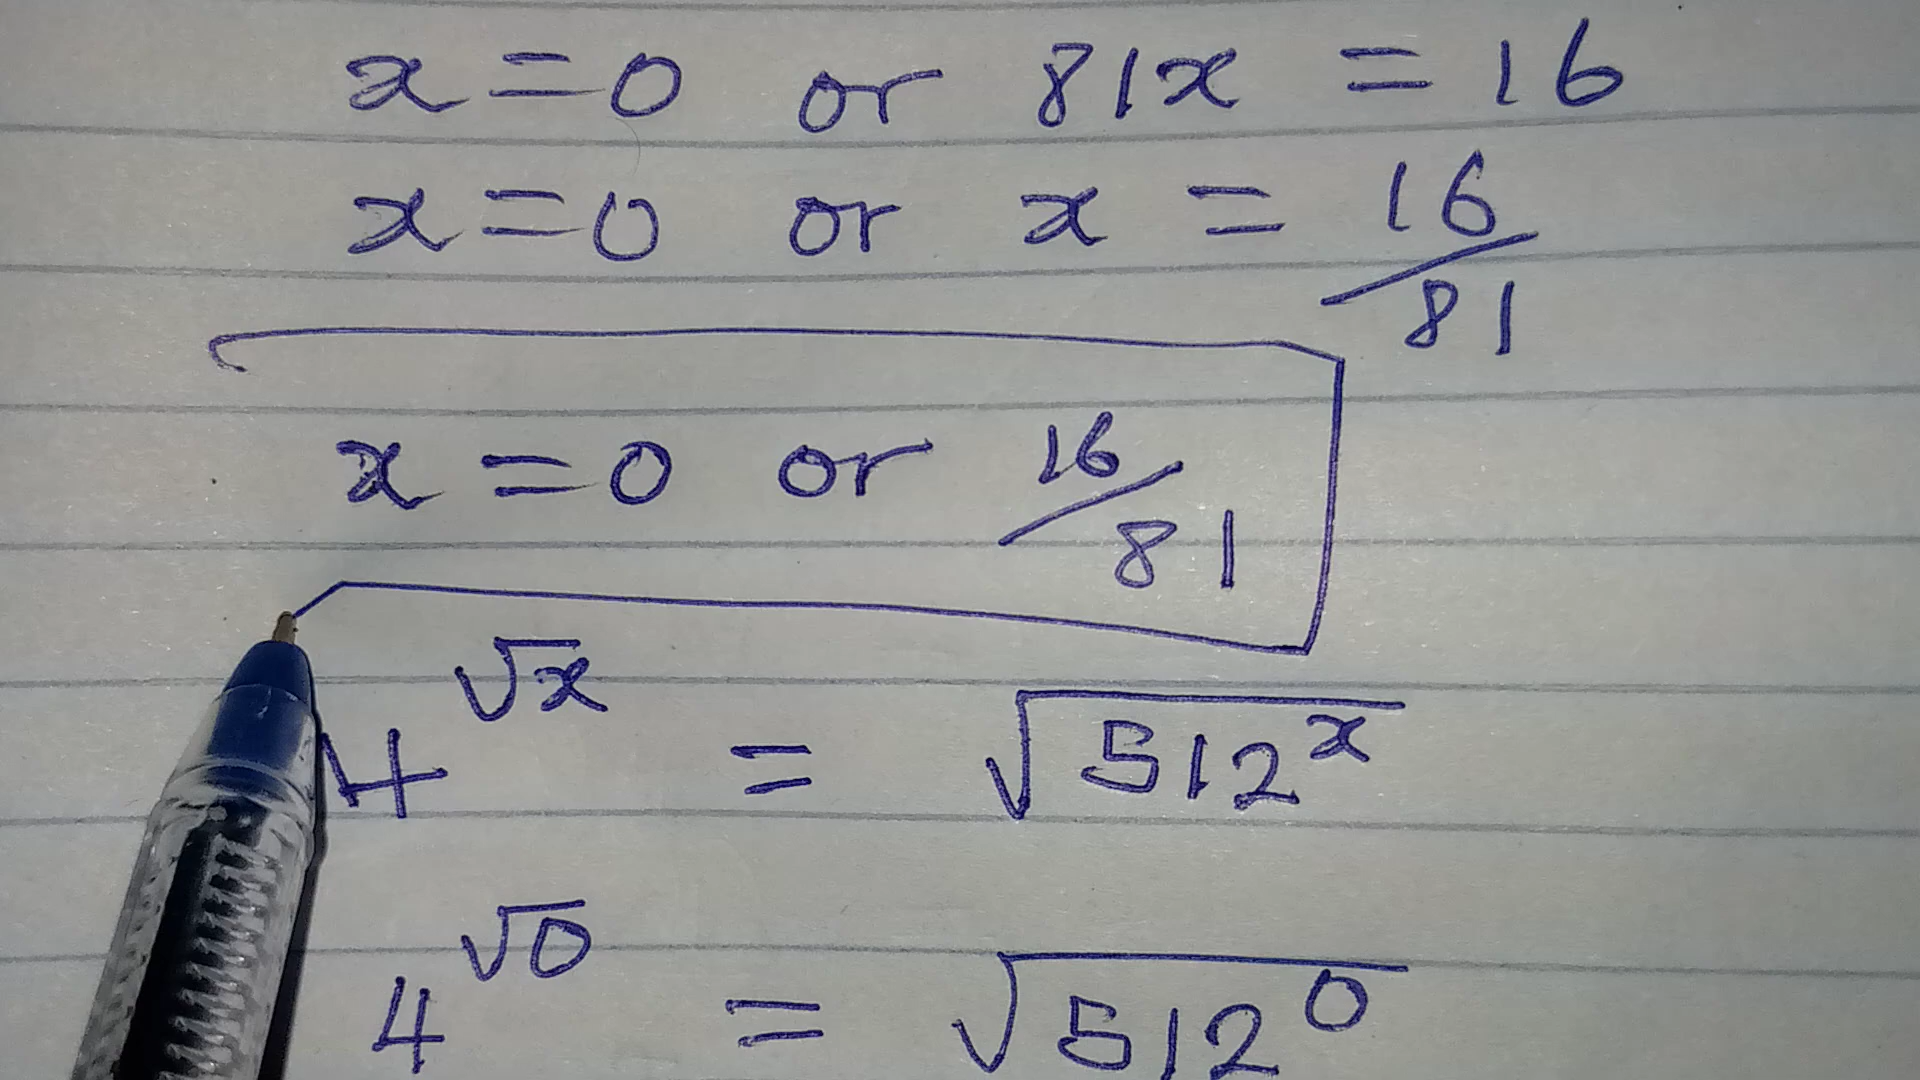 x = 0 or 81x = 16
x = 0 or x = 16/81
x = 0 or 16/81
4^√x = √(512^x)
4^√0 = √(512^0)